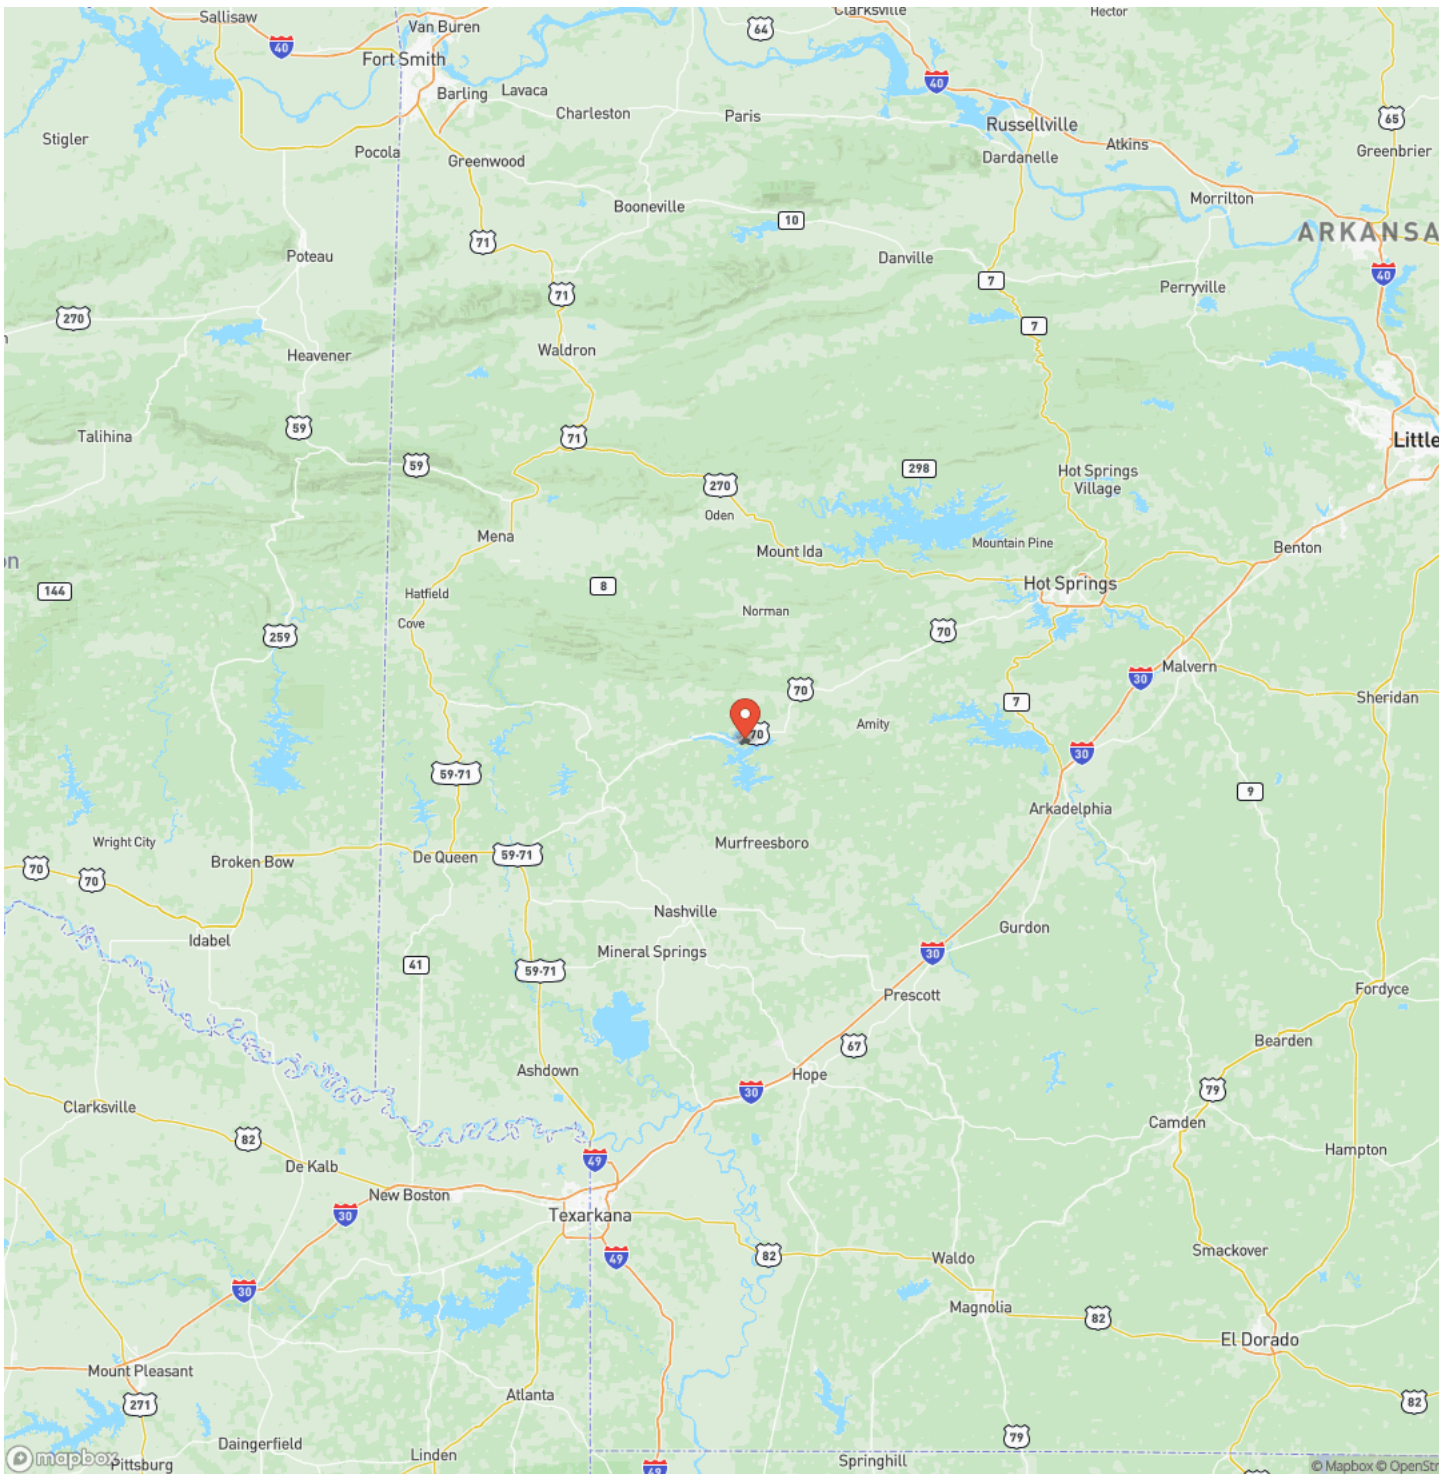 Sallisaw
Van Buren
64
Clarksville
Hector
40
Fort Smith
40
Barling
Lavaca
Charleston
Paris
Russellville
65
Stigler
Pocola
Greenwood
Dardanelle
Atkins
Greenbrier
Booneville
10
Morrilton
ARKANSA
71
Poteau
71
Danville
7
Perryville
40
270
7
Heavener
Waldron
59
71
Talihina
59
270
298
Hot Springs
Village
Little
Oden
Mena
Mount Ida
Mountain Pine
Benton
on
144
Hatfield
8
Hot Springs
Cove
Norman
259
70
Malvern
30
70
7
Sheridan
70
Amity
30
59-71
9
Arkadelphia
Wright City
Murfreesboro
70
70
Broken Bow
De Queen
59-71
Nashville
Gurdon
Idabel
Mineral Springs
30
41
59-71
Prescott
Fordyce
67
Bearden
Ashdown
Hope
30
79
Clarksville
Camden
82
De Kalb
49
Hampton
New Boston
30
Texarkana
82
49
Waldo
Smackover
30
Magnolia
82
El Dorado
Mount Pleasant
271
Atlanta
82
Daingerfield
79
Linden
mapbox
Pittsburg
49
Springhill
© Mapbox © OpenStr